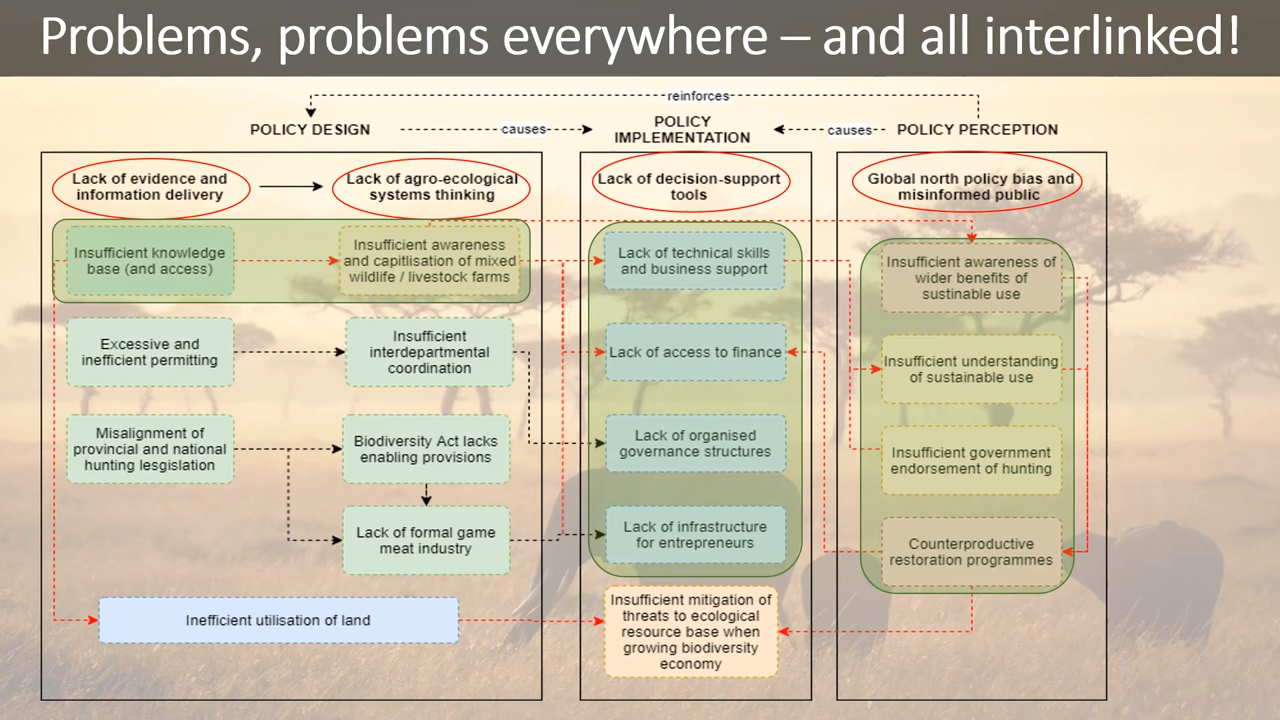 Problems, problems everywhere – and all interlinked!
reinforces
POLICY DESIGN
causes
POLICY
IMPLEMENTATION
causes
POLICY PERCEPTION
Lack of evidence and
information delivery
Lack of agro-ecological
systems thinking
Lack of decision-support
tools
Global north policy bias and
misinformed public
Insufficient knowledge
base (and access)
Insufficient awareness
and capitilisation of mixed
wildlife / livestock farms
Lack of technical skills
and business support
Insufficient awareness of
wider benefits of
sustinable use
Excessive and
inefficient permitting
Insufficient
interdepartmental
coordination
Lack of access to finance
Insufficient understanding
of sustainable use
Misalignment of
provincial and national
hunting lesgislation
Biodiversity Act lacks
enabling provisions
Lack of organised
governance structures
Insufficient government
endorsement of hunting
Lack of formal game
meat industry
Lack of infrastructure
for entrepreneurs
Counterproductive
restoration programmes
Inefficient utilisation of land
Insufficient mitigation of
threats to ecological
resource base when
growing biodiversity
economy